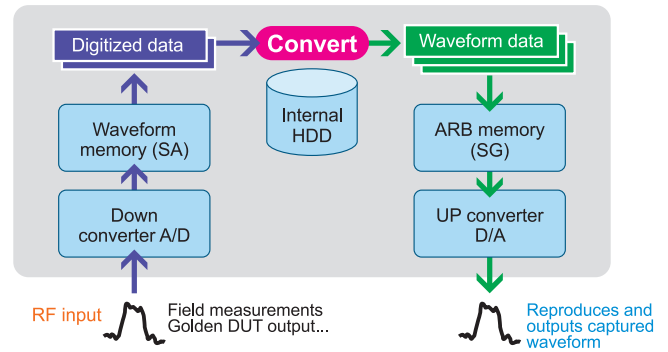 Digitized data
Convert
Waveform data
Internal
HDD
Waveform
memory (SA)
ARB memory
(SG)
Down
converter A/D
UP converter
D/A
RF input
Field measurements
Golden DUT output...
Reproduces and
outputs captured
waveform